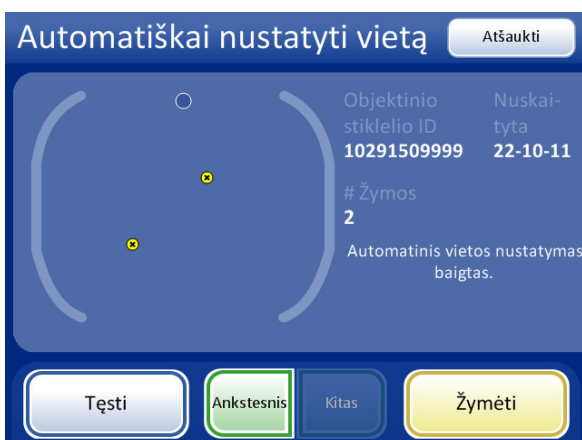 Automatiškai nustatyti vietą
Atšaukti
Objektinio
stiklelio ID
10291509999
Nuskai-
tyta
22-10-11
# Žymos
2
Automatinis vietos nustatymas
baigtas.
Tęsti
Ankstesnis
Kitas
Žymėti